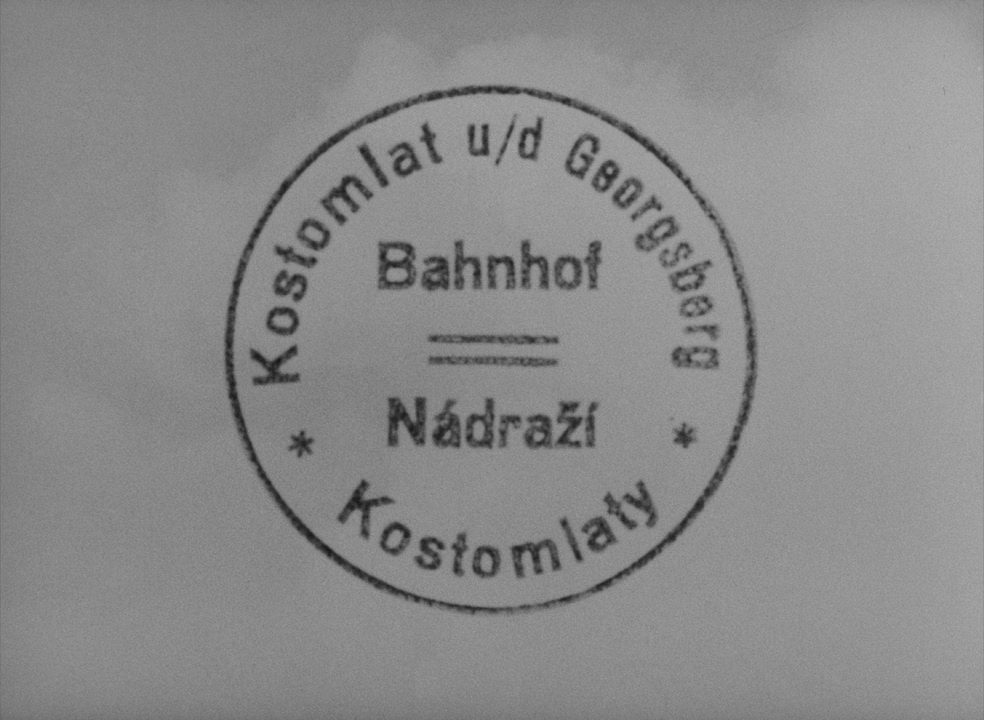 Kostomlat u/d Georgsberg
Bahnhof
Nádraží
* Kostomlaty *